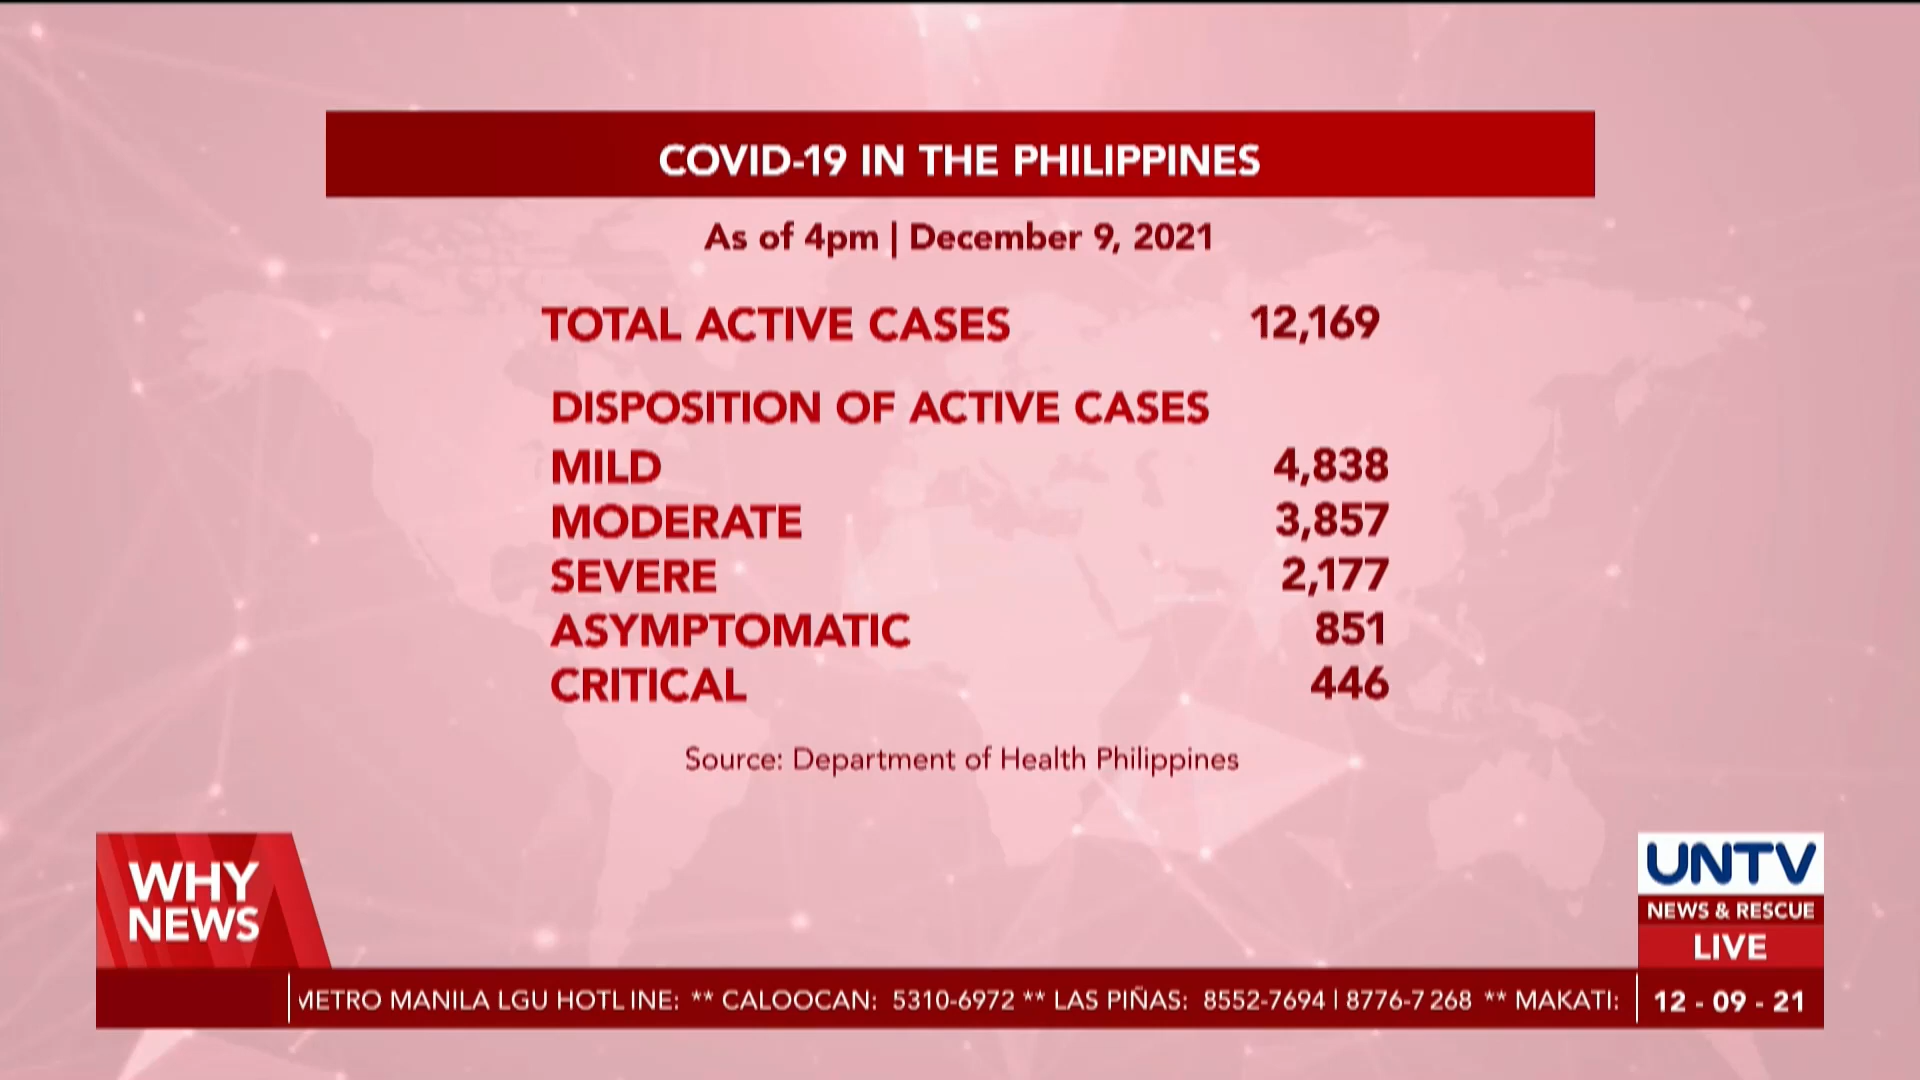 COVID-19 IN THE PHILIPPINES
As of 4pm | December 9, 2021
TOTAL ACTIVE CASES 12,169
DISPOSITION OF ACTIVE CASES
MILD 4,838
MODERATE 3,857
SEVERE 2,177
ASYMPTOMATIC 851
CRITICAL 446
Source: Department of Health Philippines
WHY
NEWS
UNTV
NEWS & RESCUE
LIVE
METRO MANILA LGU HOTLINE: ** CALOOCAN: 5310-6972 ** LAS PIÑAS: 8552-7694 | 8776-7268 ** MAKATI:
12 - 09 - 21